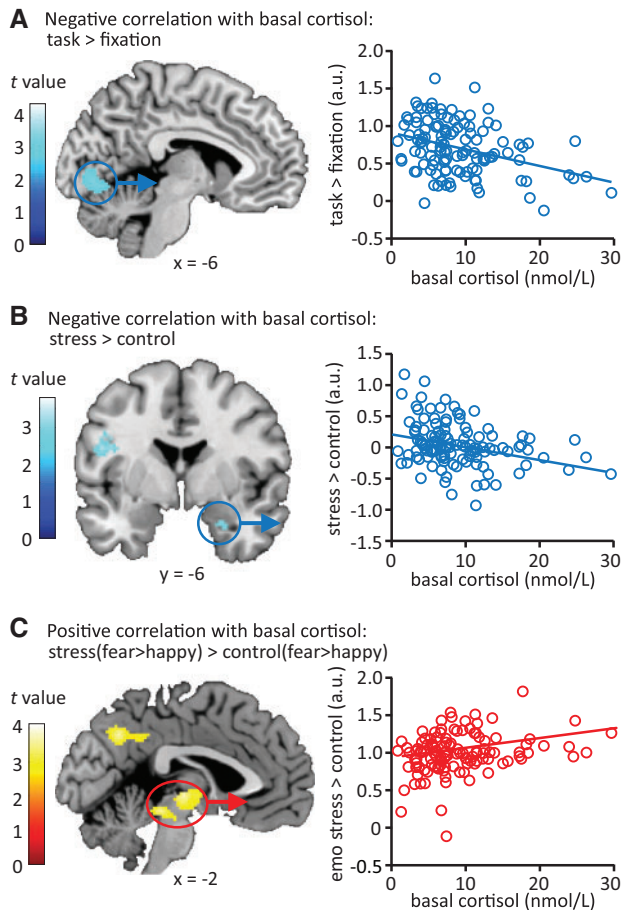 A Negative correlation with basal cortisol:
task > fixation
t value
4
3
2
1
0
x = -6
task > fixation (a.u.)
2.0
1.5
1.0
0.5
0
-0.5
0 10 20 30
basal cortisol (nmol/L)
B Negative correlation with basal cortisol:
stress > control
t value
3
2
1
0
y = -6
stress > control (a.u.)
1.5
1.0
0.5
0
-0.5
-1.0
-1.5
0 10 20 30
basal cortisol (nmol/L)
C Positive correlation with basal cortisol:
stress(fear>happy) > control(fear>happy)
t value
4
3
2
1
0
x = -2
emo stress > control (a.u.)
2.0
1.5
1.0
0.5
0
-0.5
0 10 20 30
basal cortisol (nmol/L)